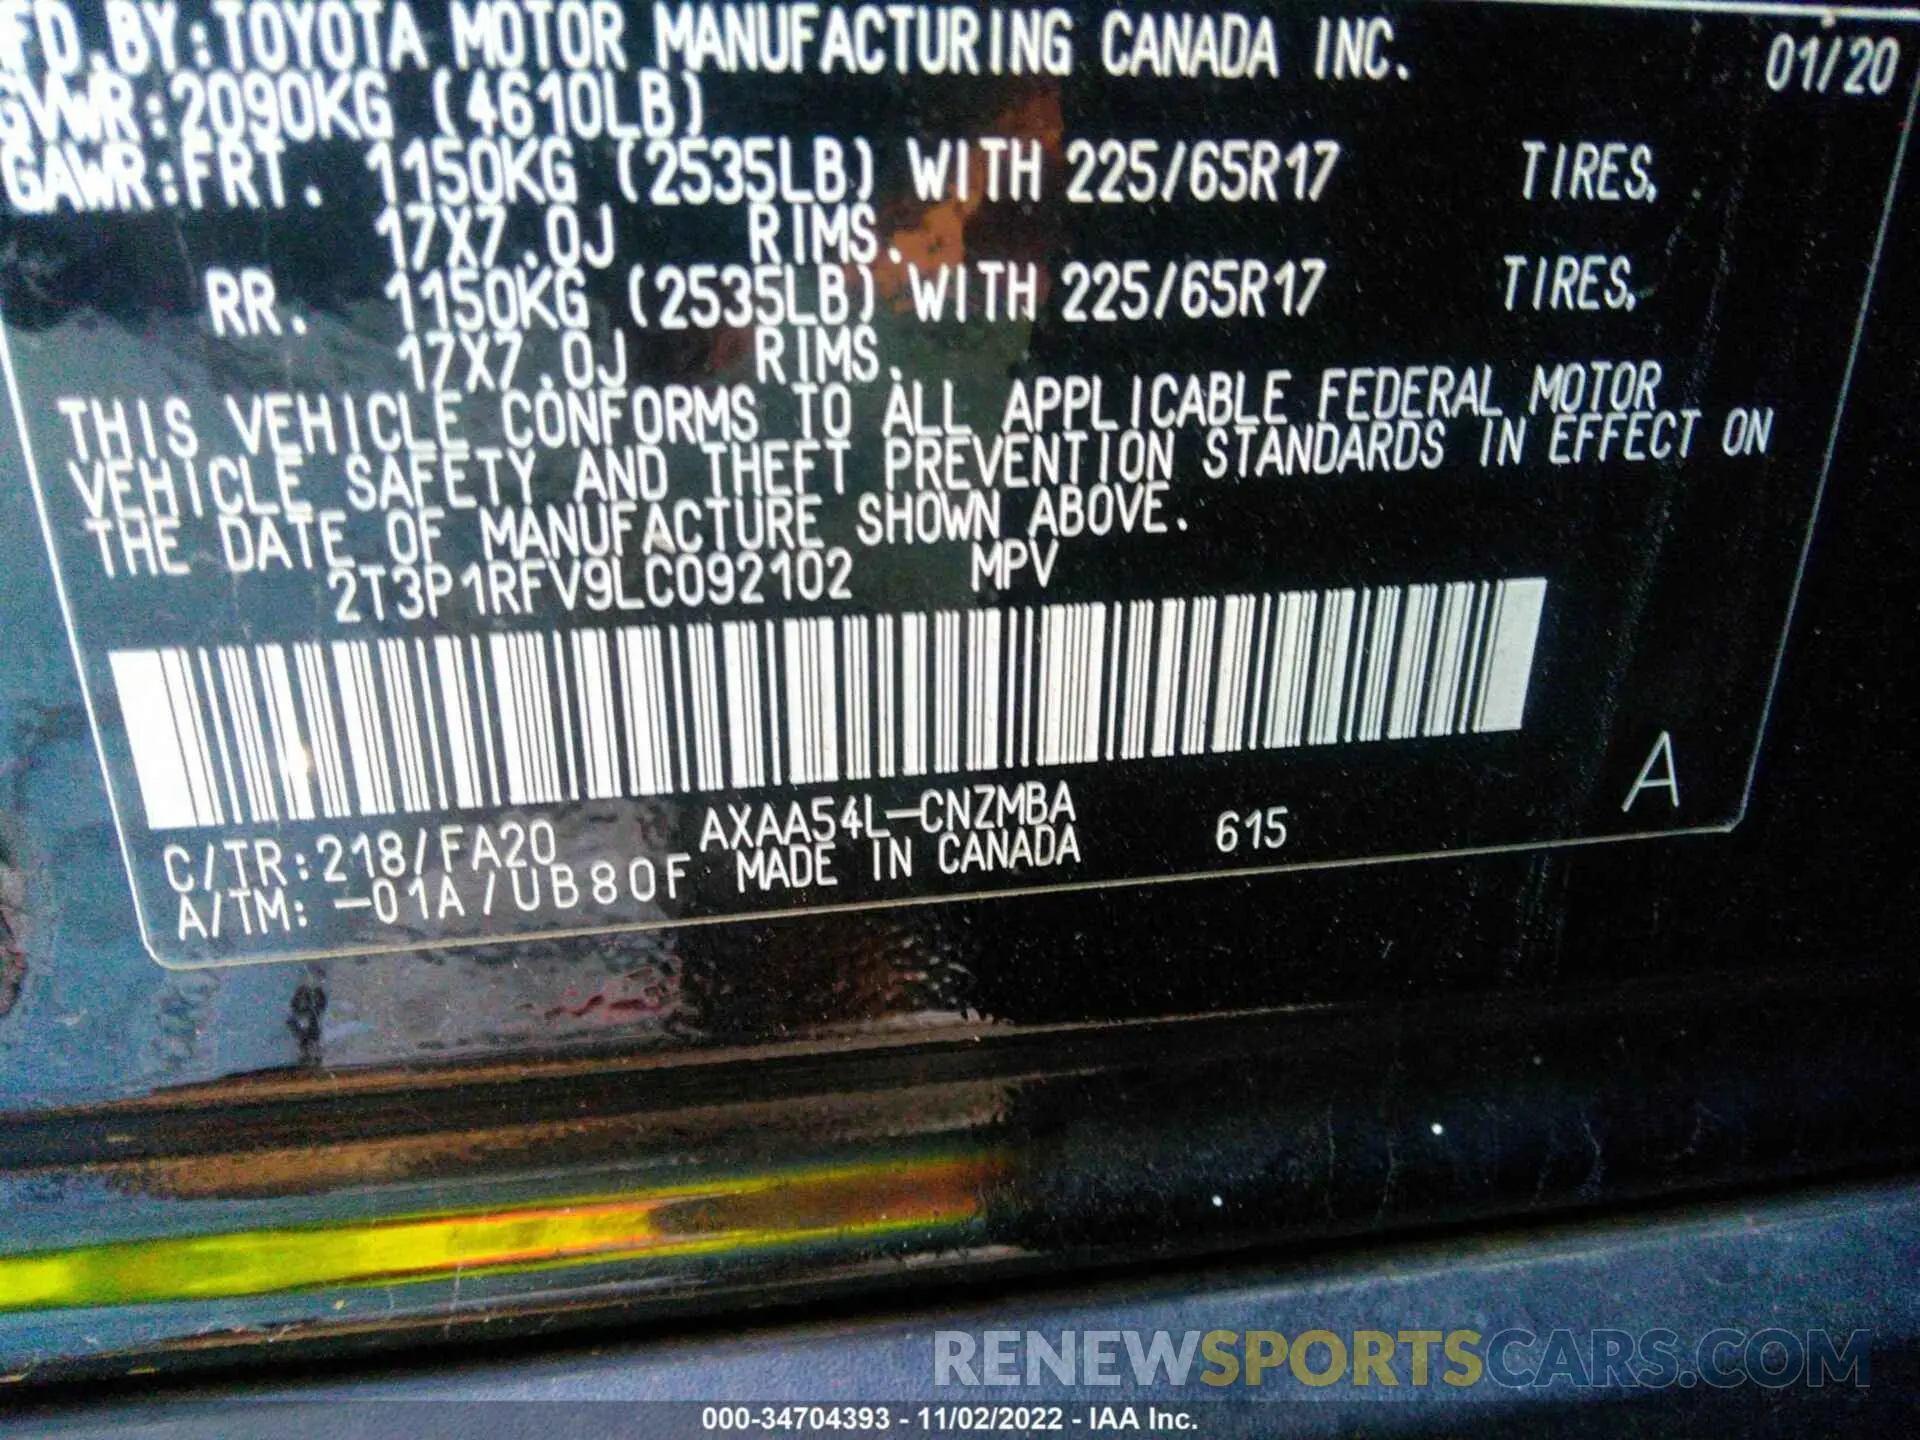 FD.BY:TOYOTA MOTOR MANUFACTURING CANADA INC. 01/20
GVWR:2090KG (4610LB)
GAWR:FRT. 1150KG (2535LB) WITH 225/65R17 TIRES,
17X7.0J RIMS.
RR. 1150KG (2535LB) WITH 225/65R17 TIRES,
17X7.0J RIMS.
THIS VEHICLE CONFORMS TO ALL APPLICABLE FEDERAL MOTOR
VEHICLE SAFETY AND THEFT PREVENTION STANDARDS IN EFFECT ON
THE DATE OF MANUFACTURE SHOWN ABOVE.
2T3P1RFV9LC092102 MPV
C/TR:218/FA20 AXAA54L-CNZMBA 615 A
A/TM: -01A/UB80F MADE IN CANADA
RENEWSPORTSCARS.COM
000-34704393 - 11/02/2022 - IAA Inc.